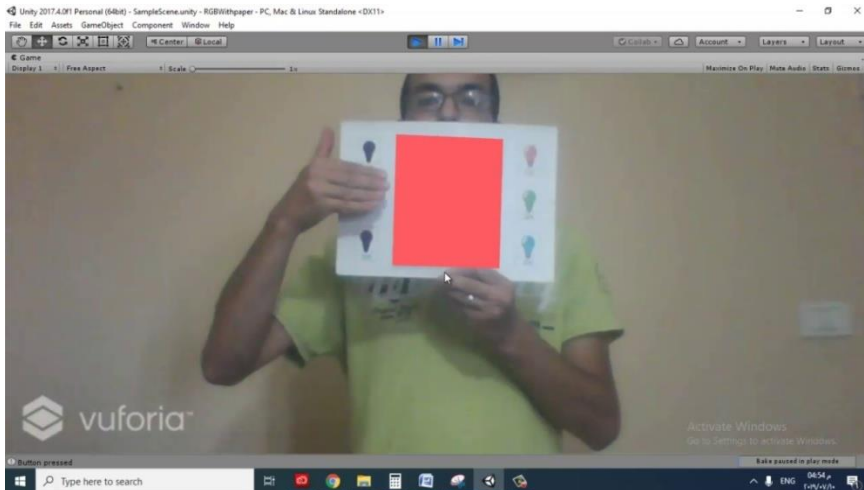 Unity 2017.4.0f1 Personal (64bit) - SampleScene.unity - RGBWithpaper - PC, Mac & Linux Standalone <DX11>
File Edit Assets GameObject Component Window Help
Center Local Collab Account Layers Layout
Game
Display 1 Free Aspect Scale 1x Maximize On Play Mute Audio Stats Gizmos
vuforia
Activate Windows
Go to Settings to activate Windows.
Button pressed Bake paused in play mode
Type here to search ENG 04:54 م